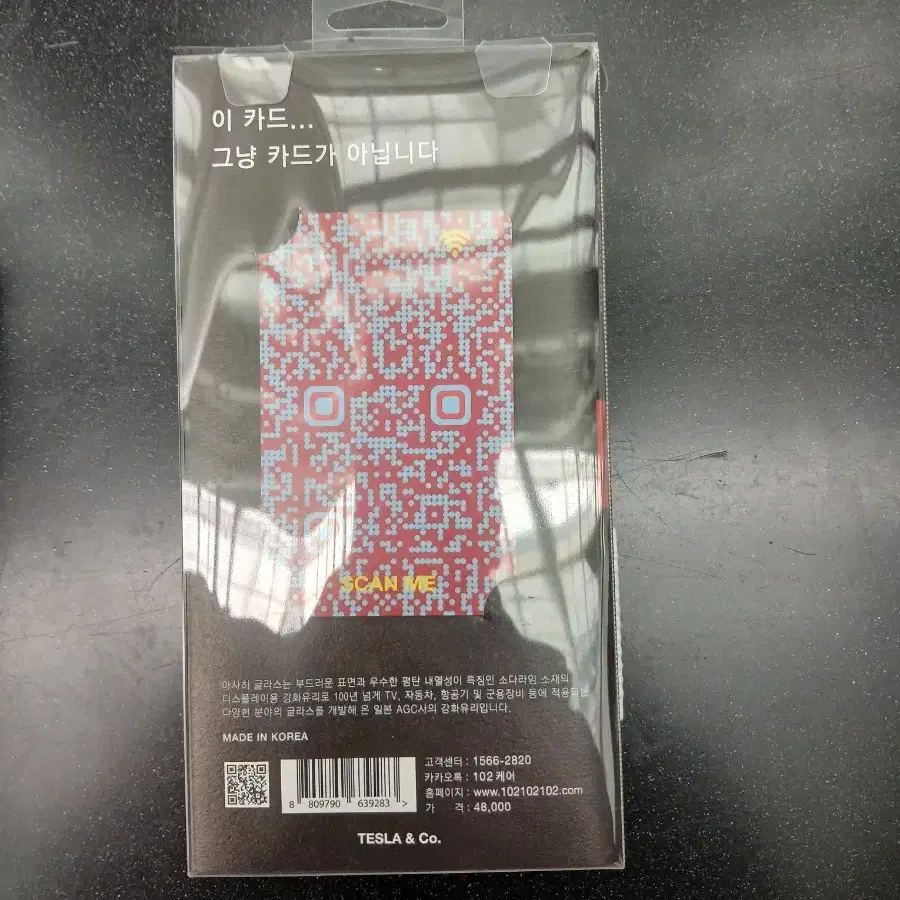 이 카드...
그냥 카드가 아닙니다
SCAN ME
아사히 글라스는 부드러운 표면과 우수한 평탄 내열성이 특징인 소다라임 소재의
디스플레이용 강화유리로 100년 넘게 TV, 자동차, 항공기 및 군용장비 등에 적용되는
다양한 분야의 글라스를 개발해 온 일본 AGC사의 강화유리입니다.
MADE IN KOREA
고객센터 : 1566-2820
카카오톡 : 102 케어
홈페이지 : www.102102102.com
가 격 : 48,000
8 809790 639283 >
TESLA & Co.